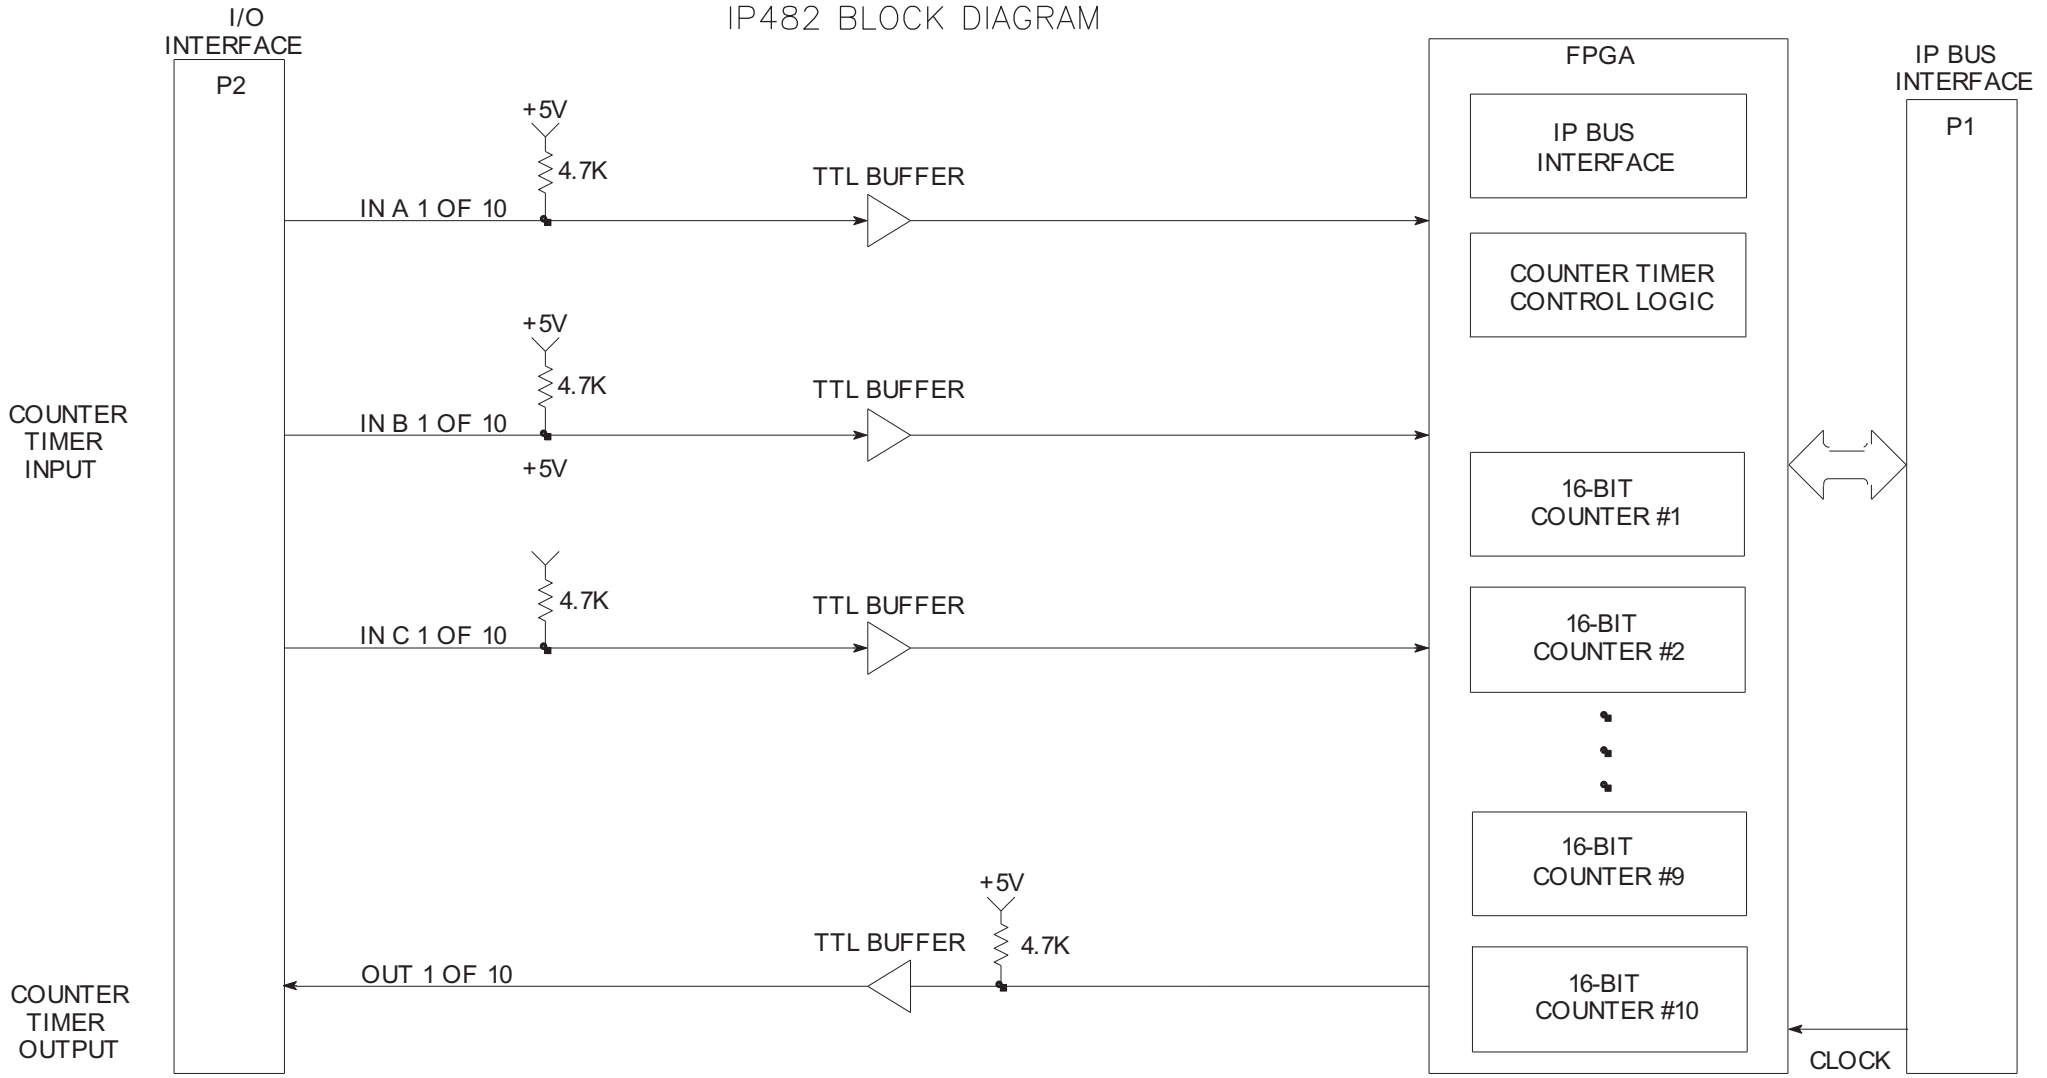 IP482 BLOCK DIAGRAM
I/O
INTERFACE
P2
FPGA
IP BUS
INTERFACE
P1
+5V
4.7K
TTL BUFFER
IN A 1 OF 10
IP BUS
INTERFACE
COUNTER TIMER
CONTROL LOGIC
+5V
4.7K
TTL BUFFER
IN B 1 OF 10
COUNTER
TIMER
INPUT
+5V
16-BIT
COUNTER #1
4.7K
TTL BUFFER
IN C 1 OF 10
16-BIT
COUNTER #2
16-BIT
COUNTER #9
+5V
4.7K
TTL BUFFER
OUT 1 OF 10
16-BIT
COUNTER #10
COUNTER
TIMER
OUTPUT
CLOCK